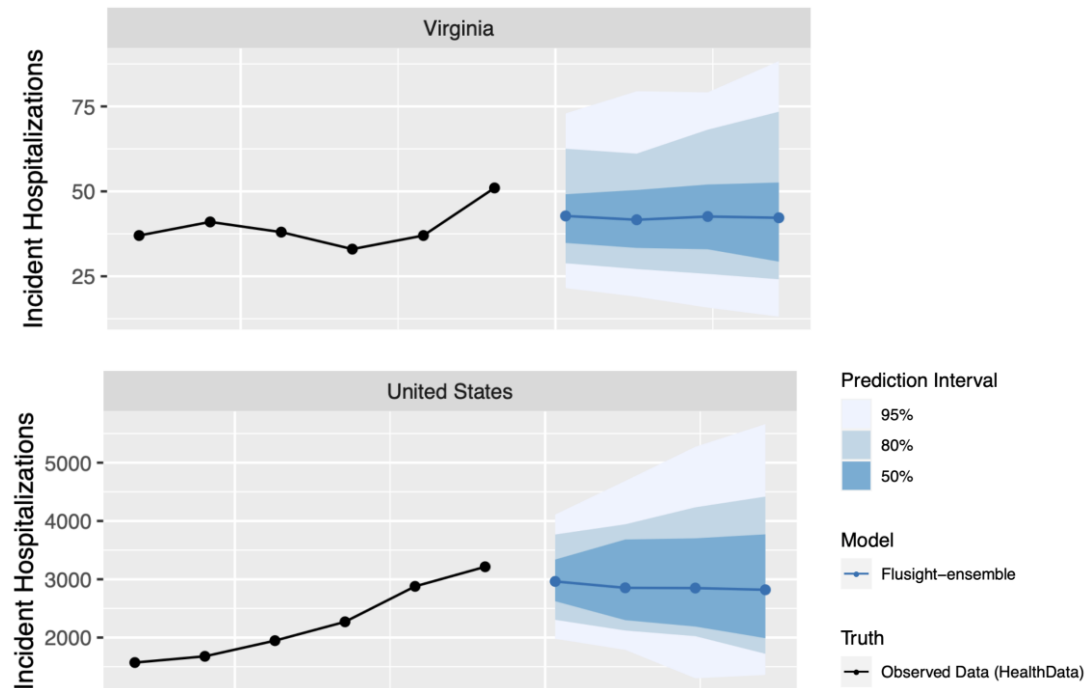 Virginia
Incident Hospitalizations
75
50
25
United States
Incident Hospitalizations
5000
4000
3000
2000
Prediction Interval
95%
80%
50%
Model
Flusight−ensemble
Truth
Observed Data (HealthData)